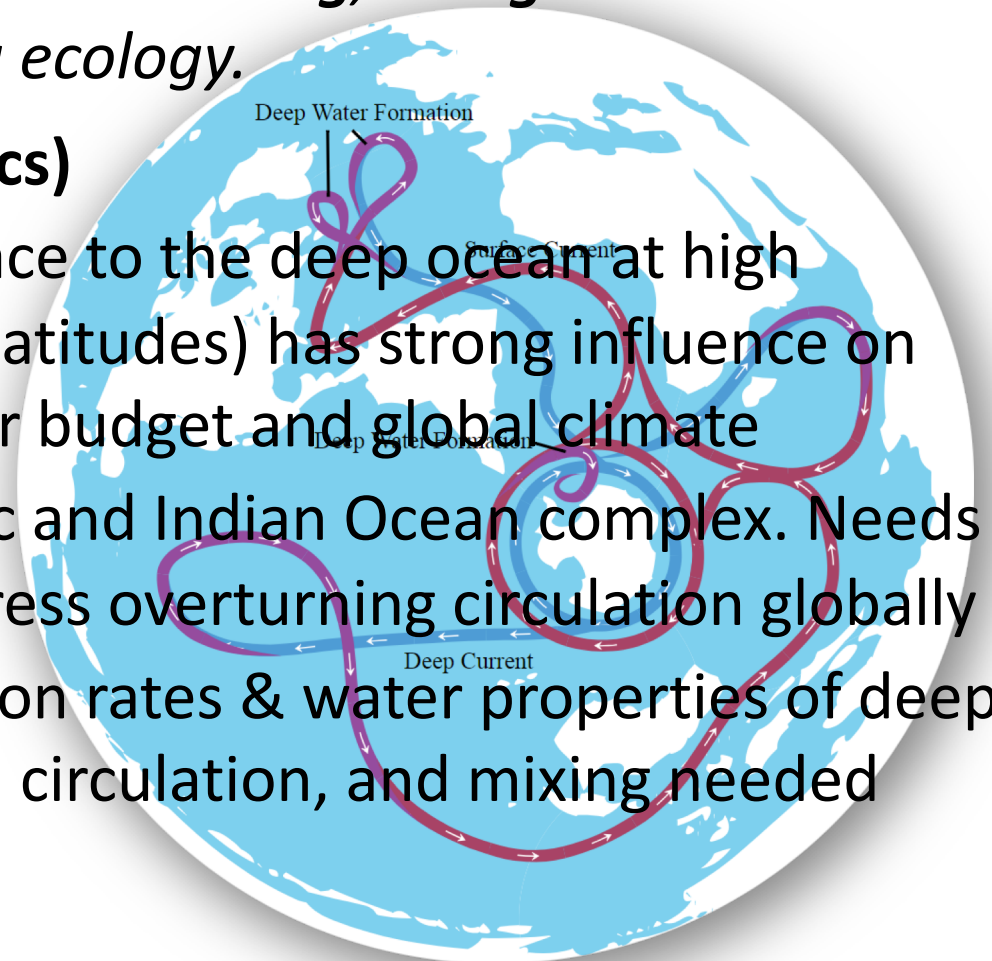 ecology.
Deep Water Formation
cs)
Surface Current
ce to the deep ocean at high
atitudes) has strong influence on
r budget and global climate
Deep Water Formation
c and Indian Ocean complex. Needs
ress overturning circulation globally
Deep Current
on rates & water properties of deep
circulation, and mixing needed